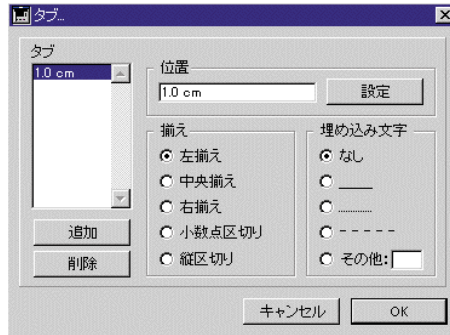 タブ...
タブ
1.0 cm
追加
削除
位置
1.0 cm
設定
揃え
左揃え
中央揃え
右揃え
小数点区切り
縦区切り
埋め込み文字
なし
____
............
- - - - -
その他:
キャンセル
OK